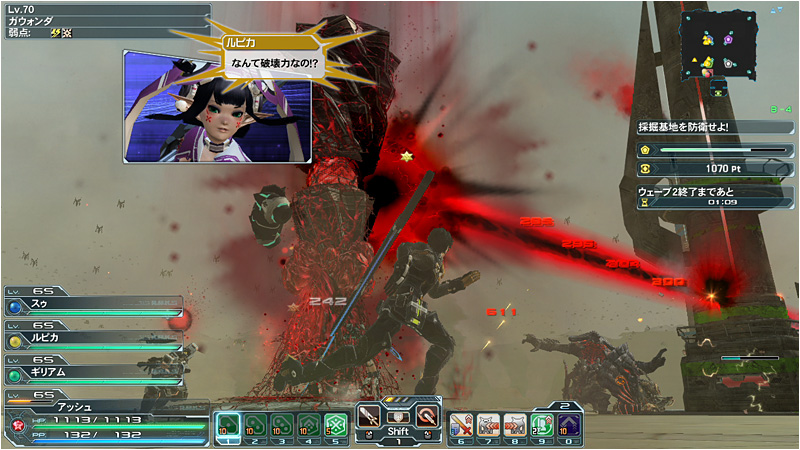 Lv.70
ガウォンダ
弱点:
ルピカ
なんて破壊力なの!?
B-4
採掘基地を防衛せよ!
1070 Pt
ウェーブ2終了まであと
01:09
242
511
300
Lv. 65
スゥ
Lv. 65
ルピカ
Lv. 65
ギリアム
Lv. 65
アッシュ
HP: 1113/1113
PP: 132/ 132
10 10 10 10 5
1 2 3 4 5
Shift
1
2
10
6 7 8 9 0